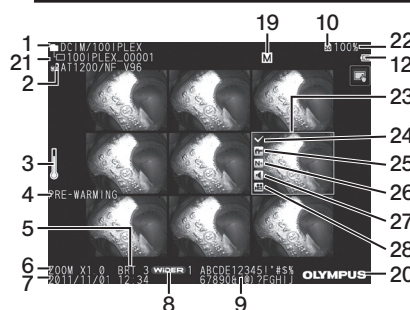 19 10
1 DCIM/100IPLEX 100% 22
21 100IPLEX_00001 M 12
2 AT1200/NF V96
23
24
3 25
26
4 PRE-WARMING 27
5 28
6 ZOOM X1.0 BRT 3 WiDER 1 ABCDE12345!"#$%
7 2011/11/01 12:34 OLYMPUS 20
8 9